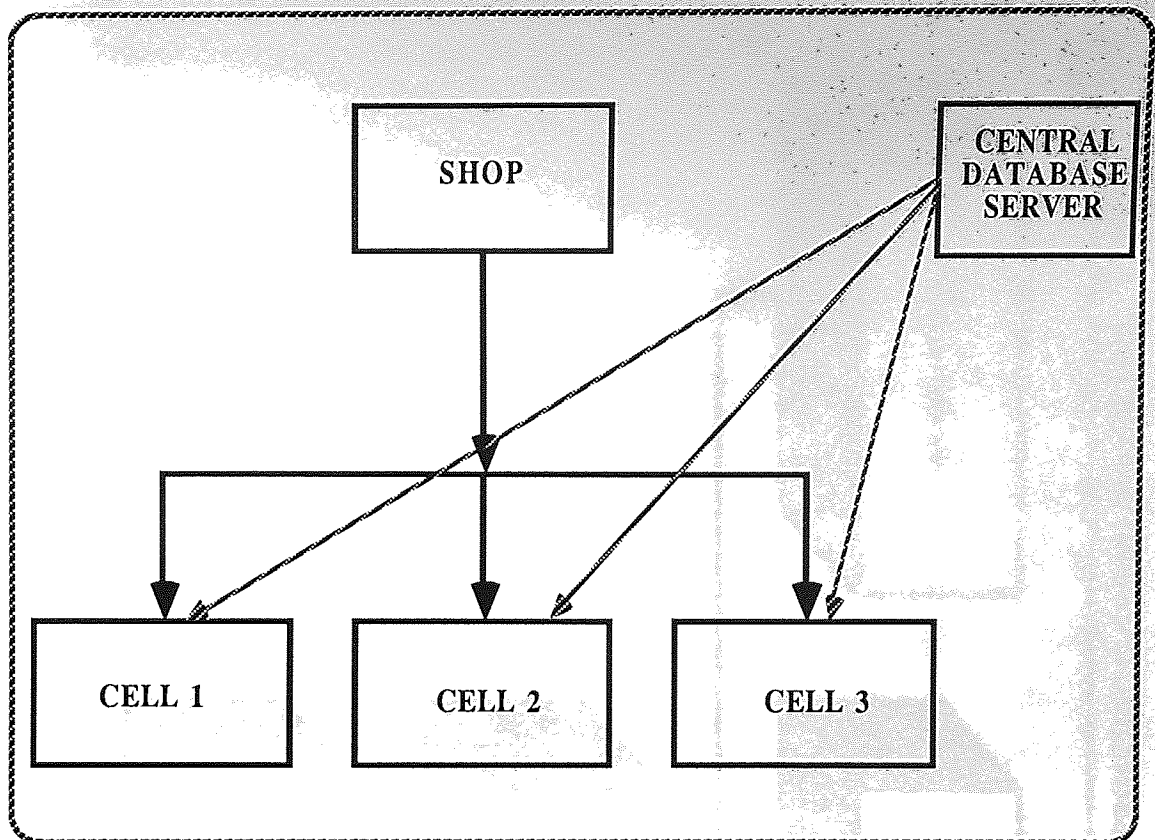 SHOP
CENTRAL
DATABASE
SERVER
CELL 1
CELL 2
CELL 3